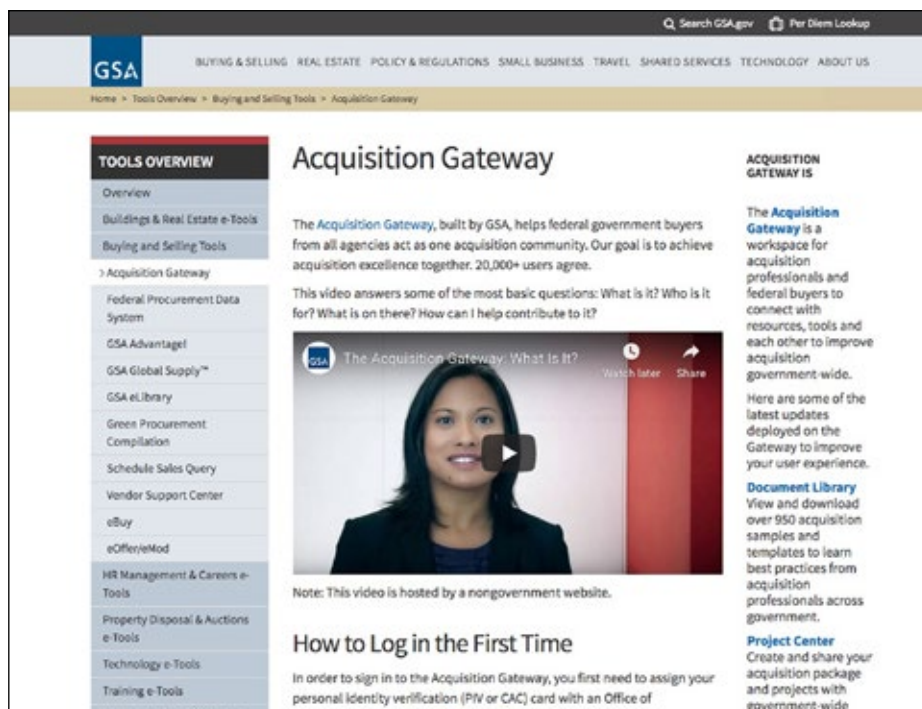 Search GSA.gov Per Diem Lookup
GSA
BUYING & SELLING REAL ESTATE POLICY & REGULATIONS SMALL BUSINESS TRAVEL SHARED SERVICES TECHNOLOGY ABOUT US
Home > Tools Overview > Buying and Selling Tools > Acquisition Gateway
TOOLS OVERVIEW
Overview
Buildings & Real Estate e-Tools
Buying and Selling Tools
> Acquisition Gateway
Federal Procurement Data
System
GSA Advantage!
GSA Global Supply™
GSA eLibrary
Green Procurement
Compilation
Schedule Sales Query
Vendor Support Center
eBuy
eOffer/eMod
HR Management & Careers e-
Tools
Property Disposal & Auctions
e-Tools
Technology e-Tools
Training e-Tools
Acquisition Gateway
The Acquisition Gateway, built by GSA, helps federal government buyers
from all agencies act as one acquisition community. Our goal is to achieve
acquisition excellence together. 20,000+ users agree.
This video answers some of the most basic questions: What is it? Who is it
for? What is on there? How can I help contribute to it?
GSA The Acquisition Gateway: What Is It?
Watch later Share
Note: This video is hosted by a nongovernment website.
How to Log in the First Time
In order to sign in to the Acquisition Gateway, you first need to assign your
personal identity verification (PIV or CAC) card with an Office of
ACQUISITION
GATEWAY IS
The Acquisition
Gateway is a
workspace for
acquisition
professionals and
federal buyers to
connect with
resources, tools and
each other to improve
acquisition
government-wide.
Here are some of the
latest updates
deployed on the
Gateway to improve
your user experience.
Document Library
View and download
over 950 acquisition
samples and
templates to learn
best practices from
acquisition
professionals across
government.
Project Center
Create and share your
acquisition package
and projects with
government-wide